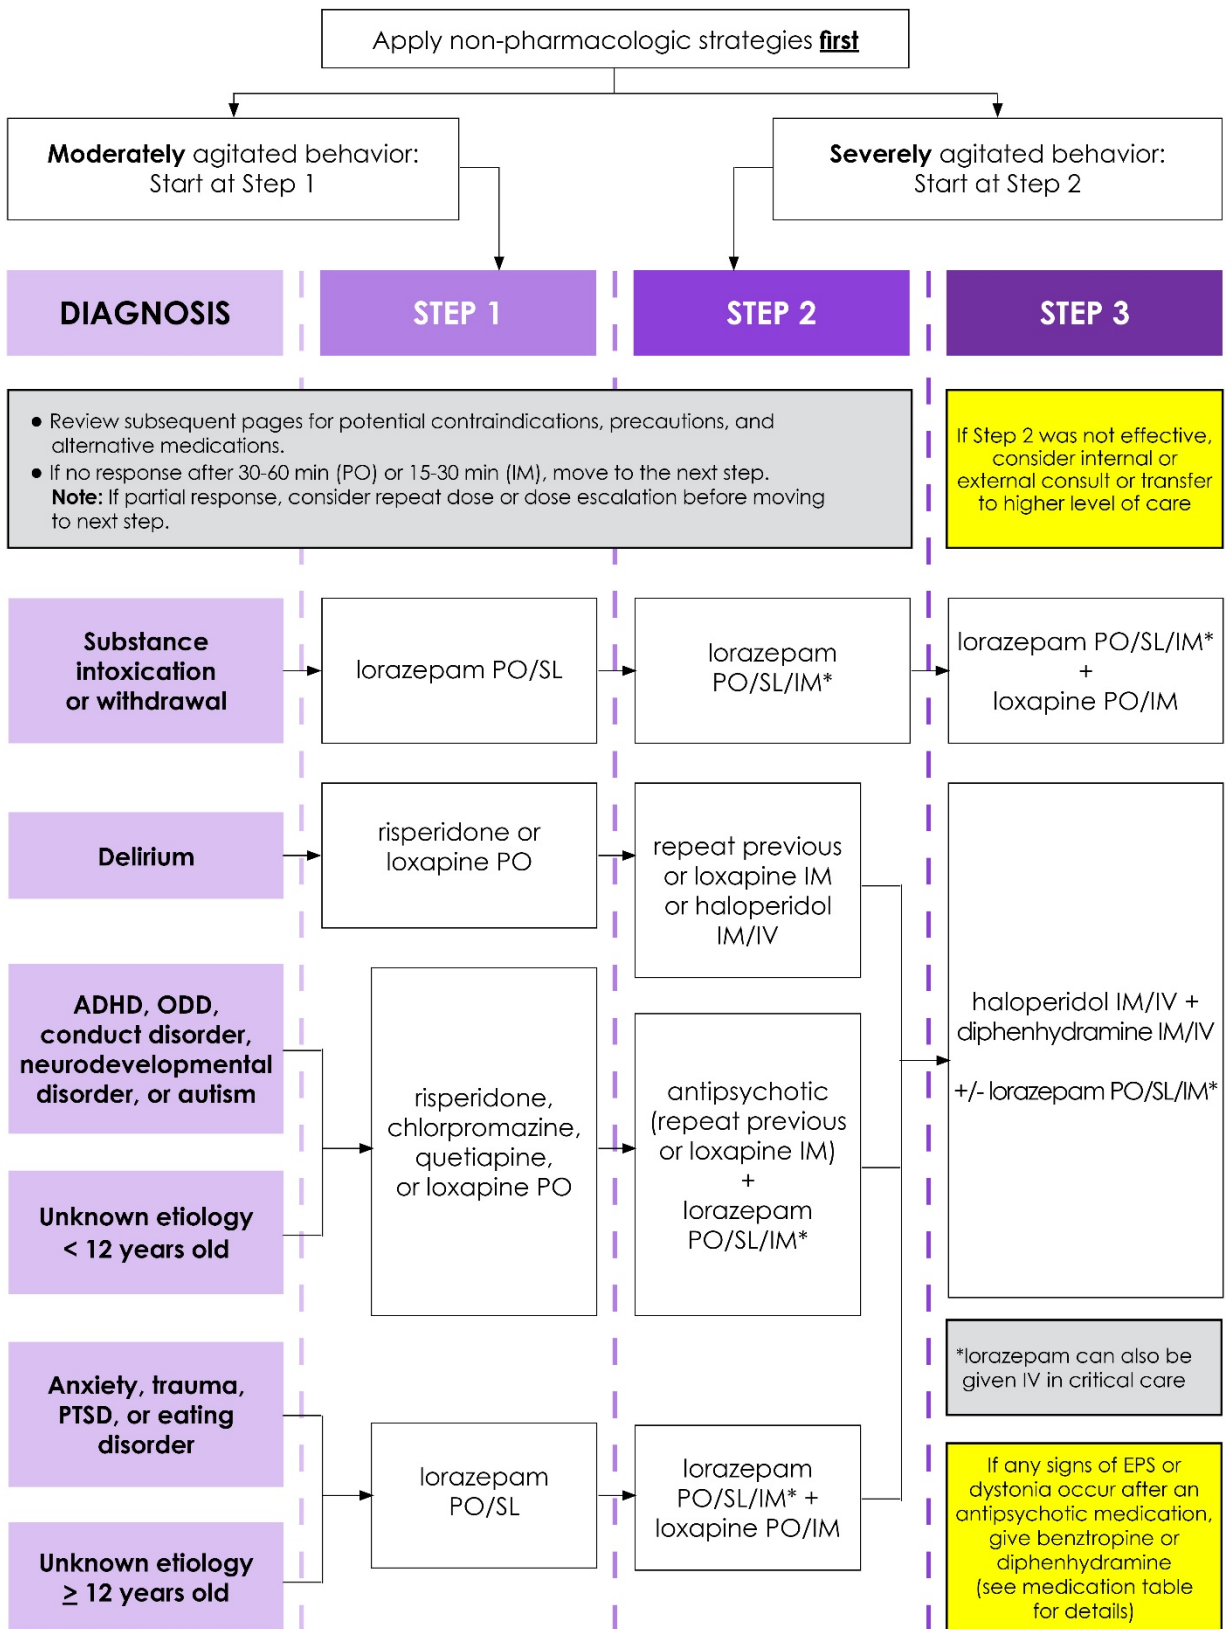 Apply non-pharmacologic strategies first
Moderately agitated behavior:
Start at Step 1
Severely agitated behavior:
Start at Step 2
DIAGNOSIS
STEP 1
STEP 2
STEP 3
● Review subsequent pages for potential contraindications, precautions, and
alternative medications.
● If no response after 30-60 min (PO) or 15-30 min (IM), move to the next step.
Note: If partial response, consider repeat dose or dose escalation before moving
to next step.
If Step 2 was not effective,
consider internal or
external consult or transfer
to higher level of care
Substance
intoxication
or withdrawal
lorazepam PO/SL
lorazepam
PO/SL/IM*
lorazepam PO/SL/IM*
+
loxapine PO/IM
Delirium
risperidone or
loxapine PO
repeat previous
or loxapine IM
or haloperidol
IM/IV
ADHD, ODD,
conduct disorder,
neurodevelopmental
disorder, or autism
Unknown etiology
< 12 years old
risperidone,
chlorpromazine,
quetiapine,
or loxapine PO
antipsychotic
(repeat previous
or loxapine IM)
+
lorazepam
PO/SL/IM*
haloperidol IM/IV +
diphenhydramine IM/IV
+/- lorazepam PO/SL/IM*
Anxiety, trauma,
PTSD, or eating
disorder
Unknown etiology
≥ 12 years old
lorazepam
PO/SL
lorazepam
PO/SL/IM* +
loxapine PO/IM
*lorazepam can also be
given IV in critical care
If any signs of EPS or
dystonia occur after an
antipsychotic medication,
give benztropine or
diphenhydramine
(see medication table
for details)